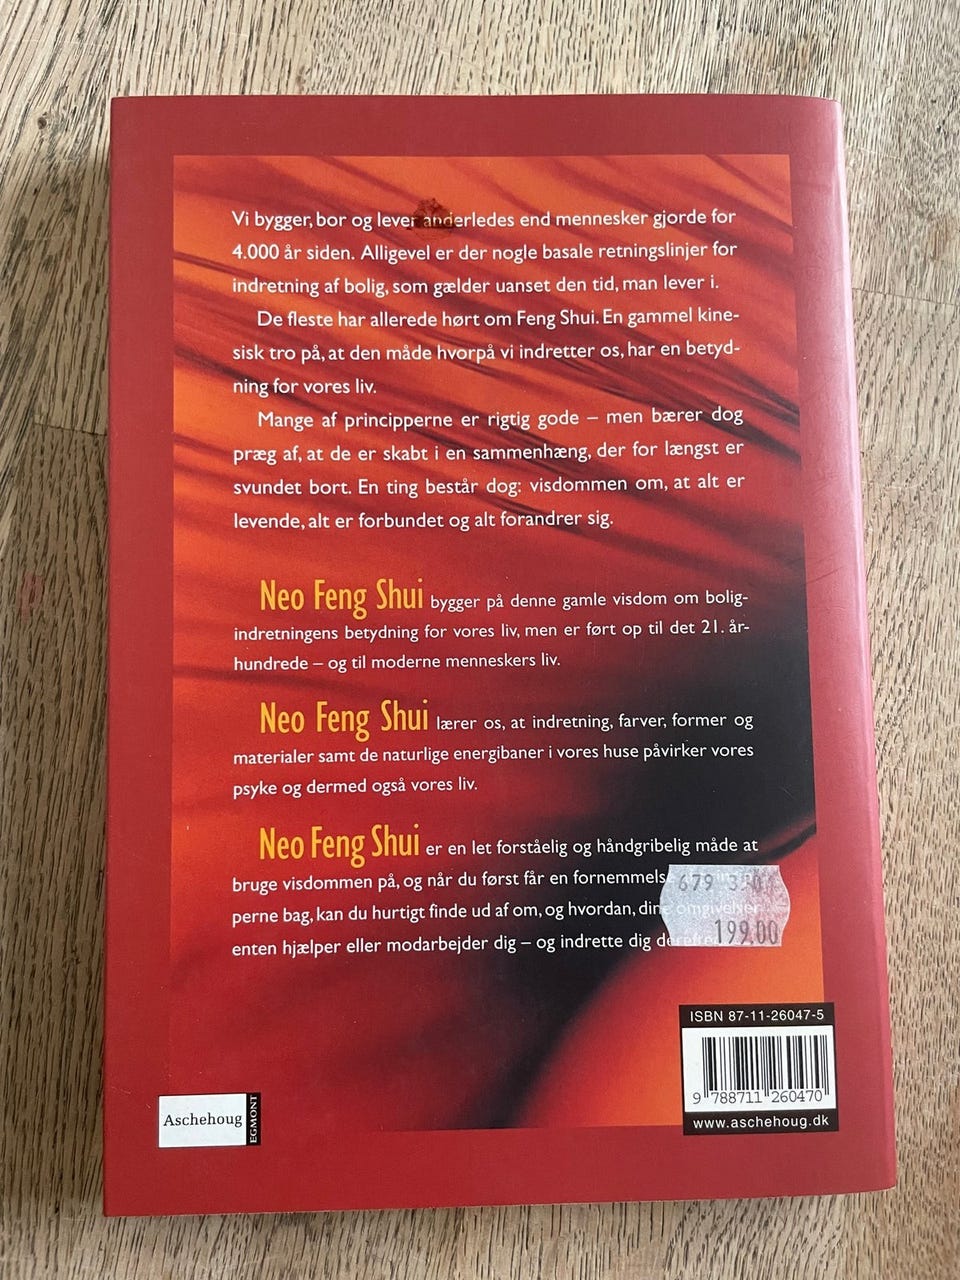 Vi bygger, bor og lever anderledes end mennesker gjorde for
4.000 år siden. Alligevel er der nogle basale retningslinjer for
indretning af bolig, som gælder uanset den tid, man lever i.
De fleste har allerede hørt om Feng Shui. En gammel kine-
sisk tro på, at den måde hvorpå vi indretter os, har en betyd-
ning for vores liv.
Mange af principperne er rigtig gode – men bærer dog
præg af, at de er skabt i en sammenhæng, der for længst er
svundet bort. En ting består dog: visdommen om, at alt er
levende, alt er forbundet og alt forandrer sig.
Neo Feng Shui bygger på denne gamle visdom om bolig-
indretningens betydning for vores liv, men er ført op til det 21. år-
hundrede – og til moderne menneskers liv.
Neo Feng Shui lærer os, at indretning, farver, former og
materialer samt de naturlige energibaner i vores huse påvirker vores
psyke og dermed også vores liv.
Neo Feng Shui er en let forståelig og håndgribelig måde at
bruge visdommen på, og når du først får en fornemmels
perne bag, kan du hurtigt finde ud af om, og hvordan, dine omgivelser
enten hjælper eller modarbejder dig – og indrette dig derefter
679
199.00
ISBN 87-11-26047-5
9 788711 260470
www.aschehoug.dk
Aschehoug
EGMONT